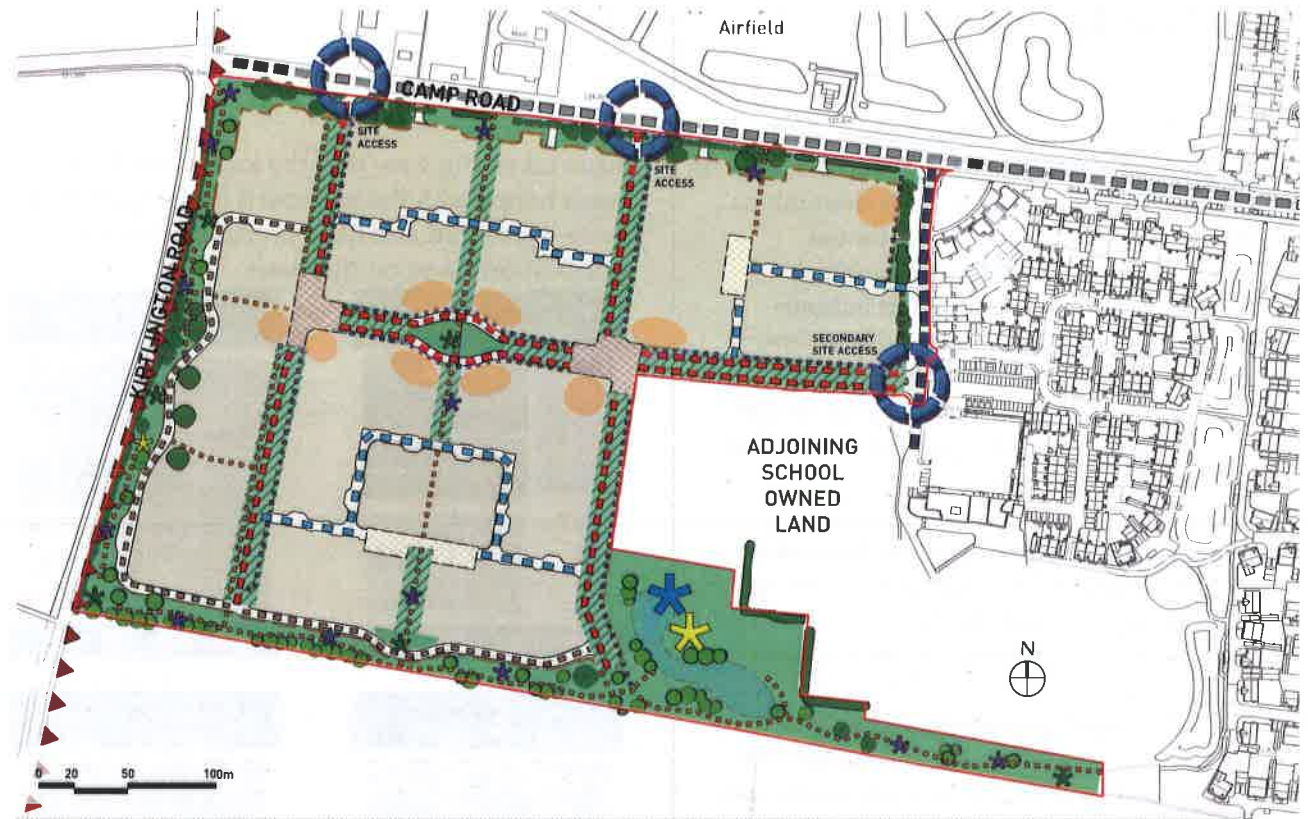 Airfield
CAMP ROAD
SITE
ACCESS
SITE
ACCESS
KIRTLINGTON ROAD
SECONDARY
SITE ACCESS
ADJOINING
SCHOOL
OWNED
LAND
N
0 20 50 100m